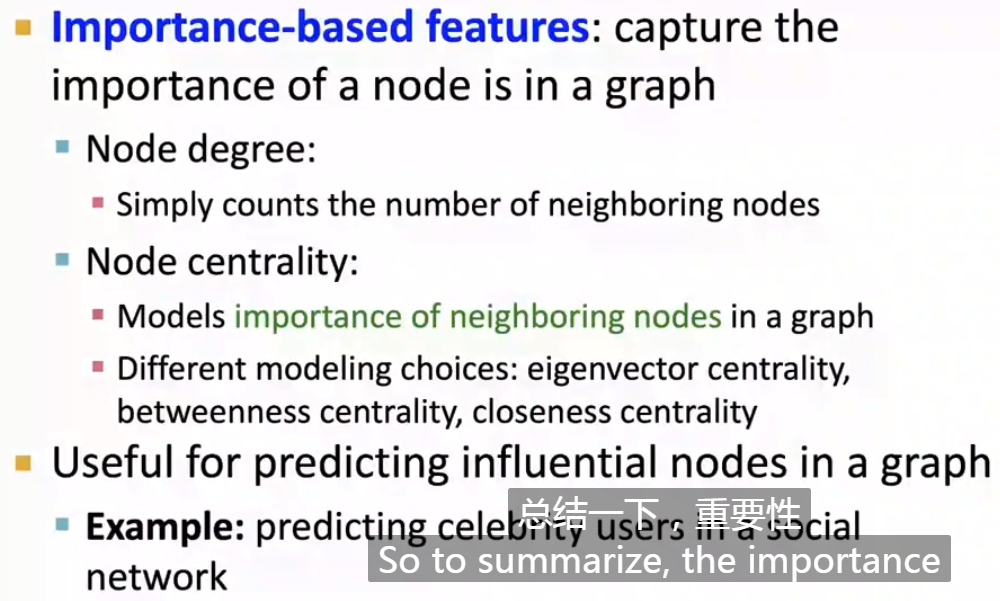 Importance-based features: capture the
importance of a node is in a graph
Node degree:
Simply counts the number of neighboring nodes
Node centrality:
Models importance of neighboring nodes in a graph
Different modeling choices: eigenvector centrality,
betweenness centrality, closeness centrality
Useful for predicting influential nodes in a graph
Example: predicting celebrity users in a social
network
总结一下，重要性
So to summarize, the importance